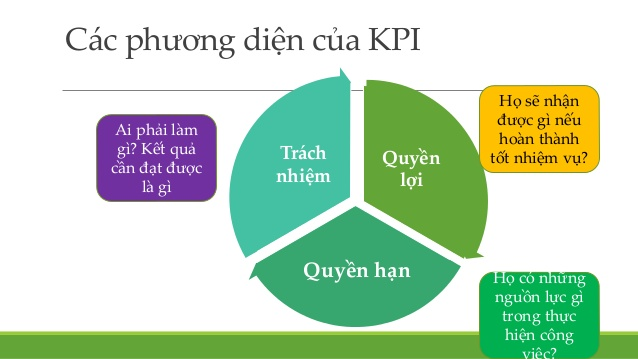 Các phương diện của KPI
Ai phải làm
gì? Kết quả
cần đạt được
là gì
Trách
nhiệm
Quyền
lợi
Họ sẽ nhận
được gì nếu
hoàn thành
tốt nhiệm vụ?
Quyền hạn
Họ có những
nguồn lực gì
trong thực
hiện công
việc?